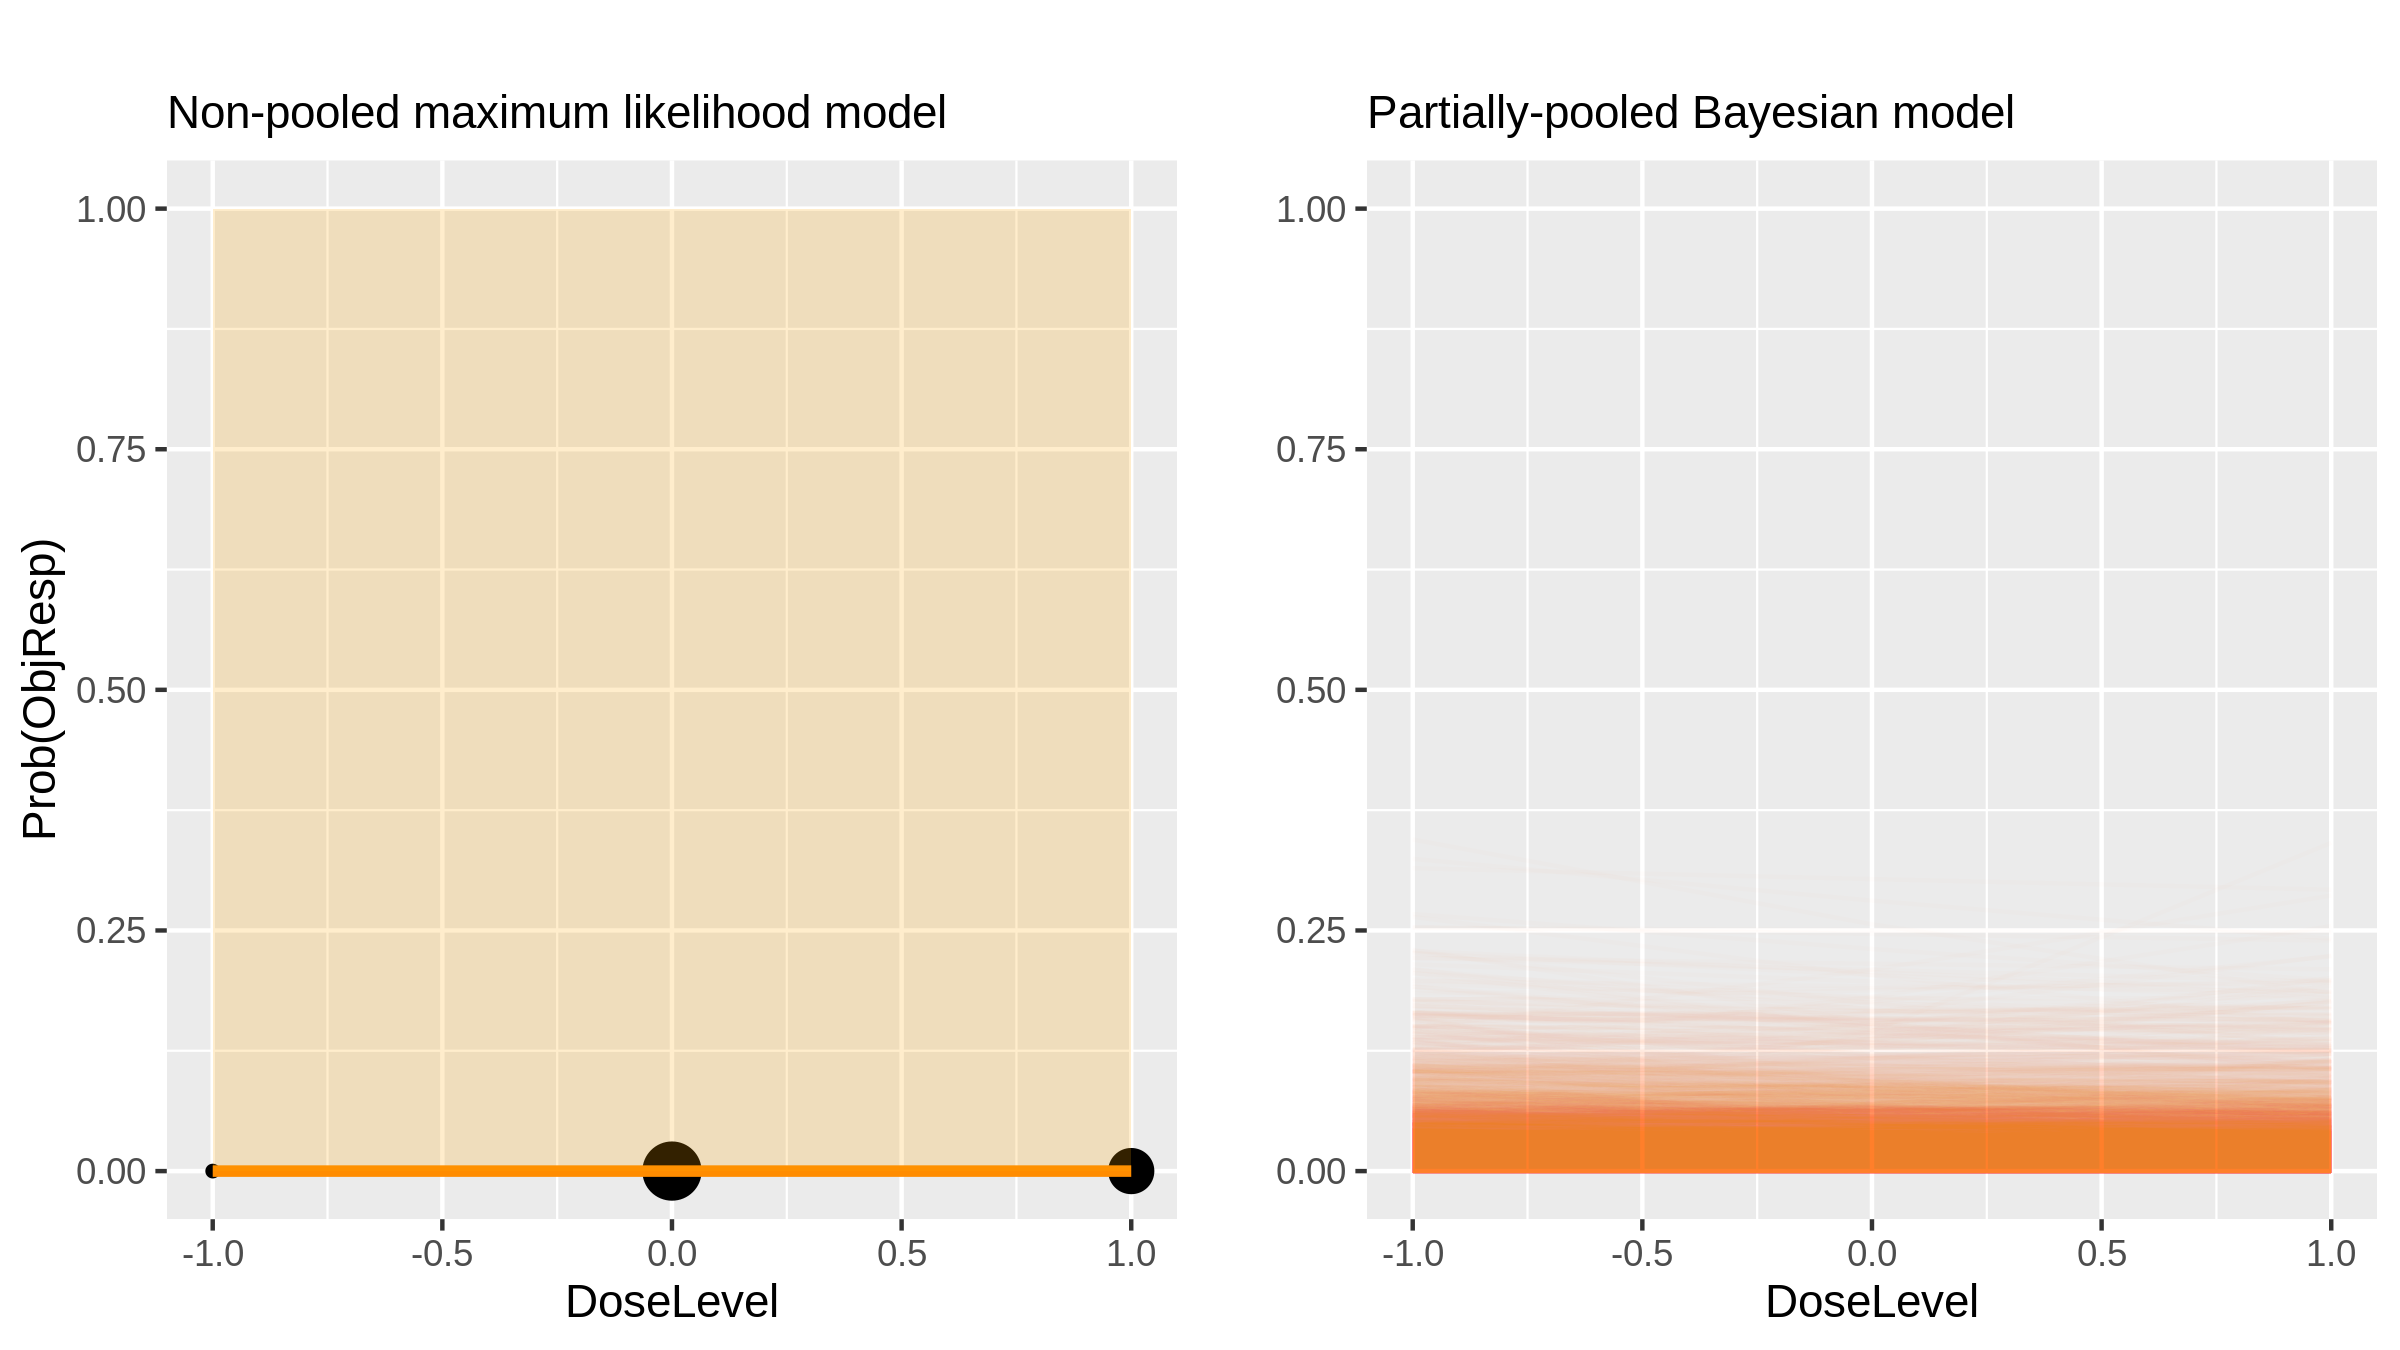 Non-pooled maximum likelihood model
Prob(ObjResp)
1.00
0.75
0.50
0.25
0.00
-1.0 -0.5 0.0 0.5 1.0
DoseLevel
Partially-pooled Bayesian model
1.00
0.75
0.50
0.25
0.00
-1.0 -0.5 0.0 0.5 1.0
DoseLevel